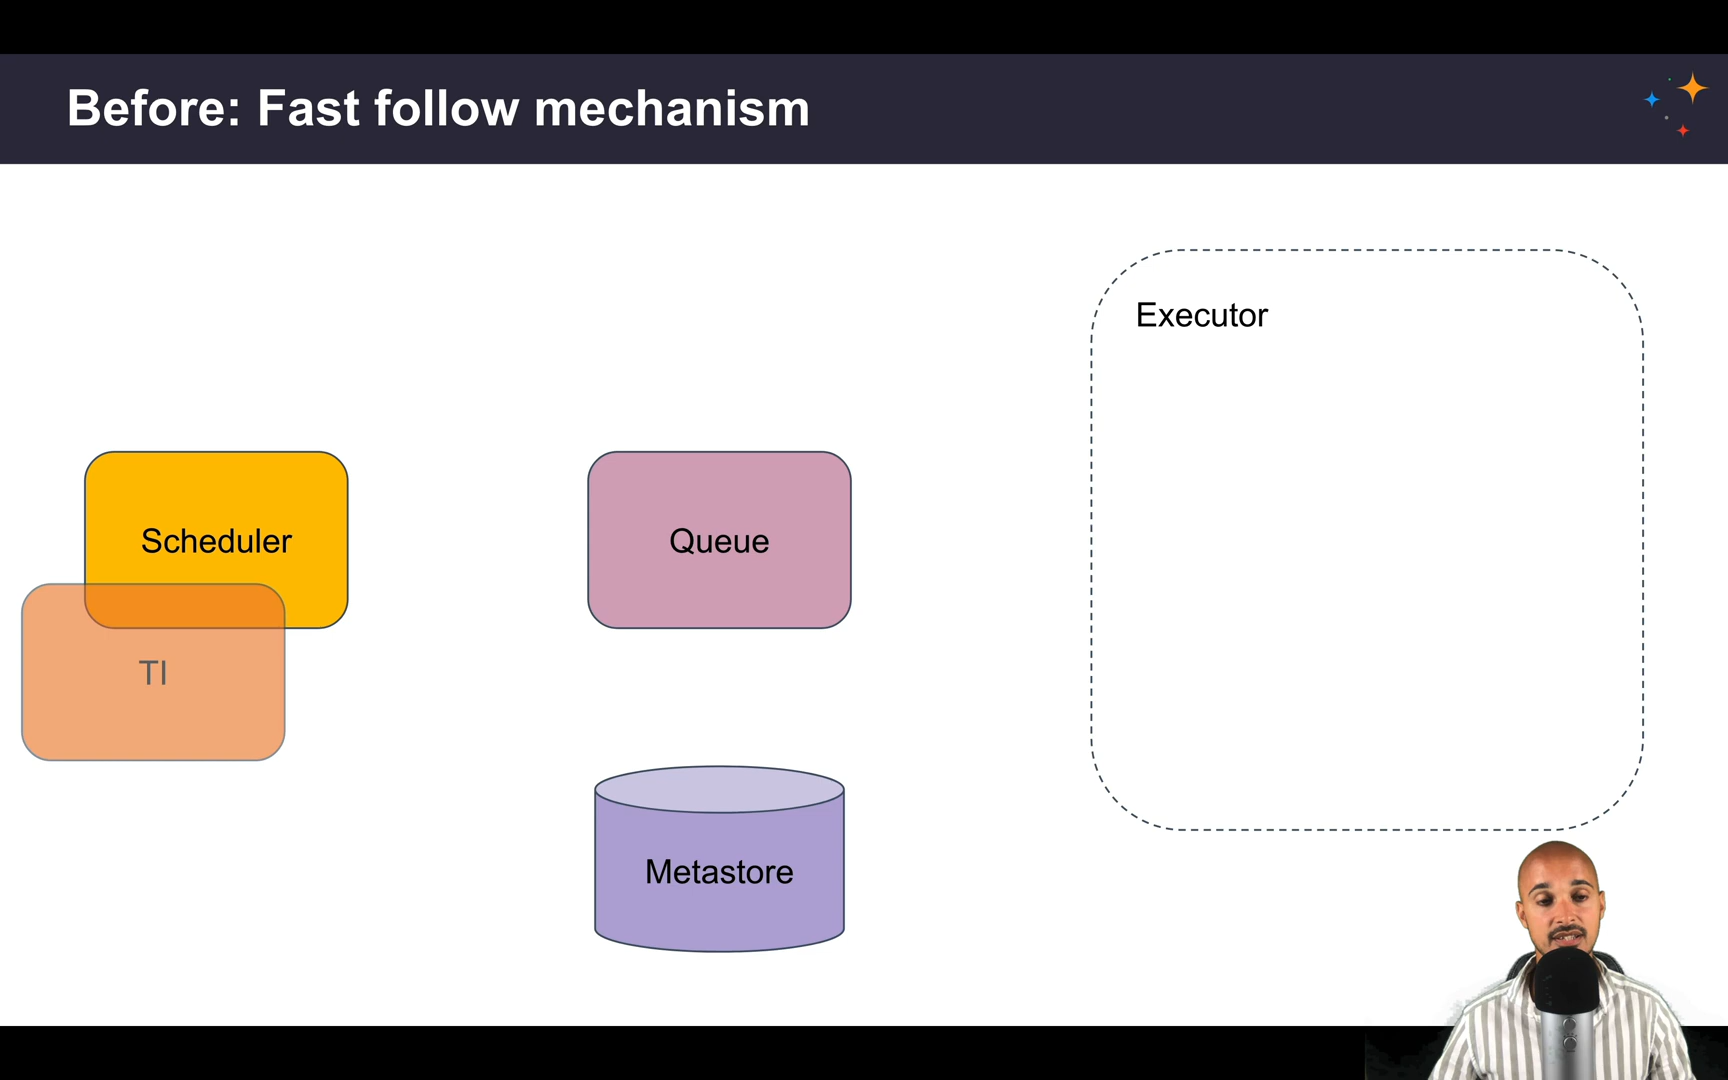 Before: Fast follow mechanism
Executor
Scheduler
Queue
TI
Metastore